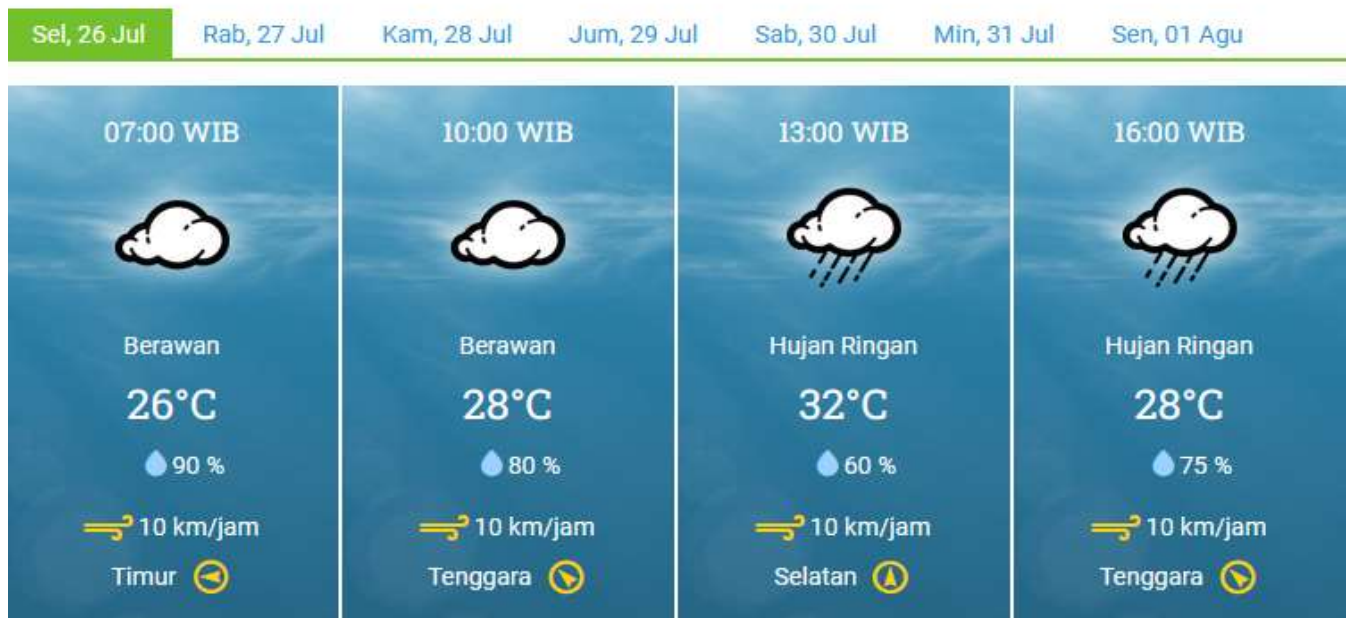 Sel, 26 Jul Rab, 27 Jul Kam, 28 Jul Jum, 29 Jul Sab, 30 Jul Min, 31 Jul Sen, 01 Agu
07:00 WIB
Berawan
26°C
90 %
10 km/jam
Timur
10:00 WIB
Berawan
28°C
80 %
10 km/jam
Tenggara
13:00 WIB
Hujan Ringan
32°C
60 %
10 km/jam
Selatan
16:00 WIB
Hujan Ringan
28°C
75 %
10 km/jam
Tenggara